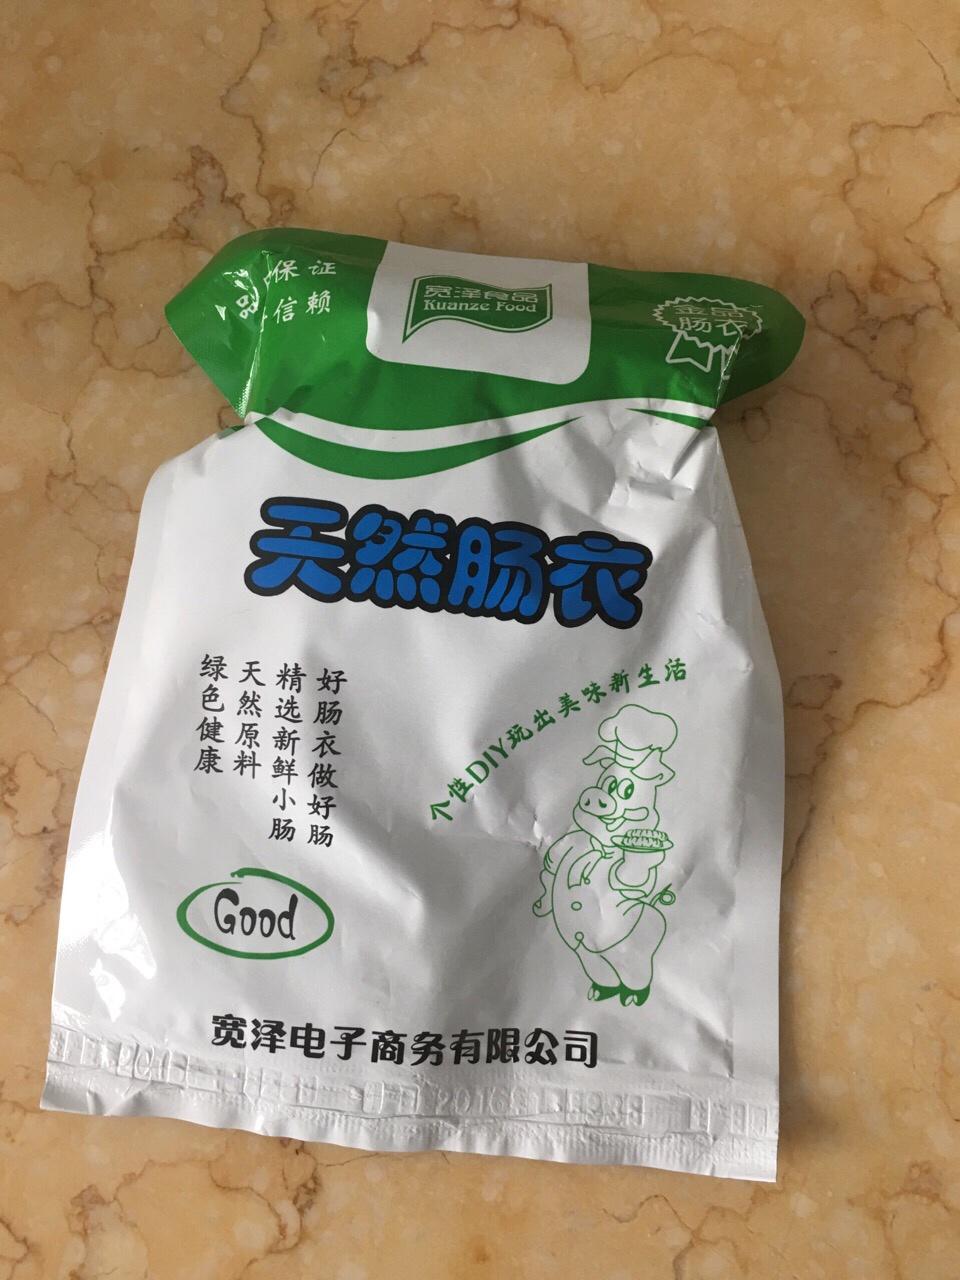 保证
品 信赖
宽泽食品
Kuanze Food
金品
肠衣
天然肠衣
好肠衣做好肠
精选新鲜小肠
天然原料
绿色健康
个性DIY玩出美味新生活
Good
宽泽电子商务有限公司